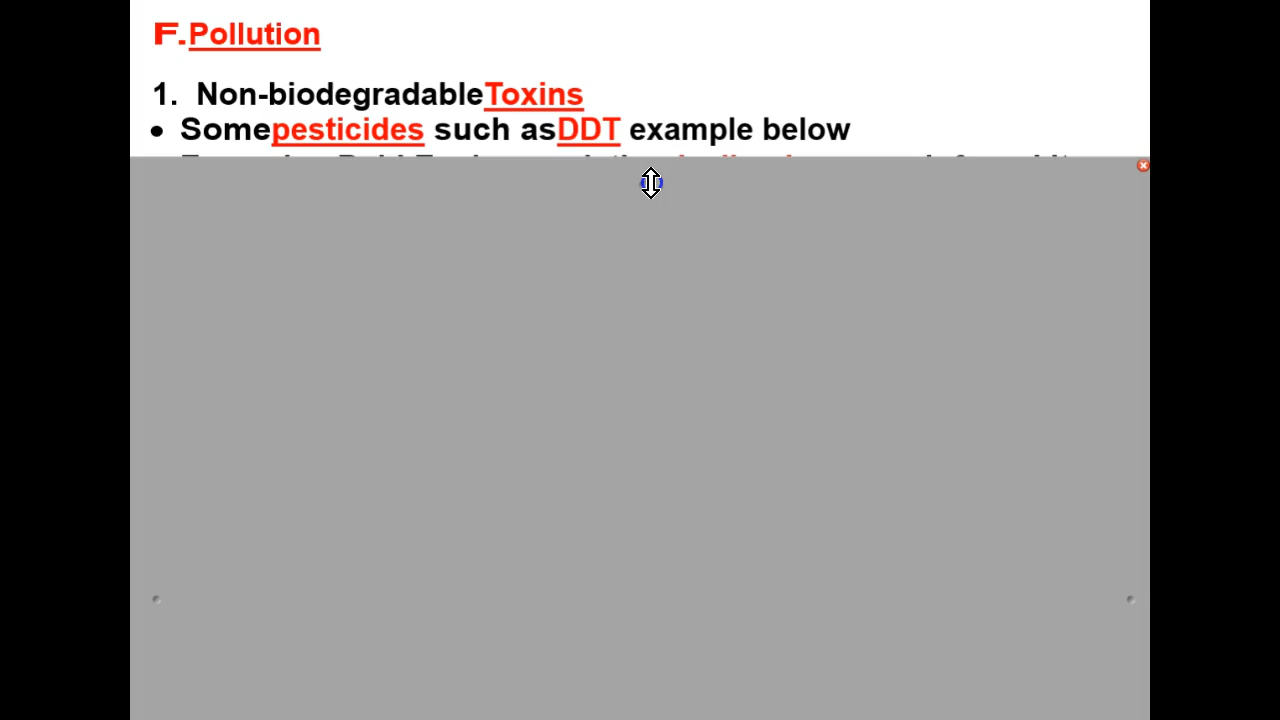 F.Pollution
1. Non-biodegradableToxins
• Somepesticides such asDDT example below